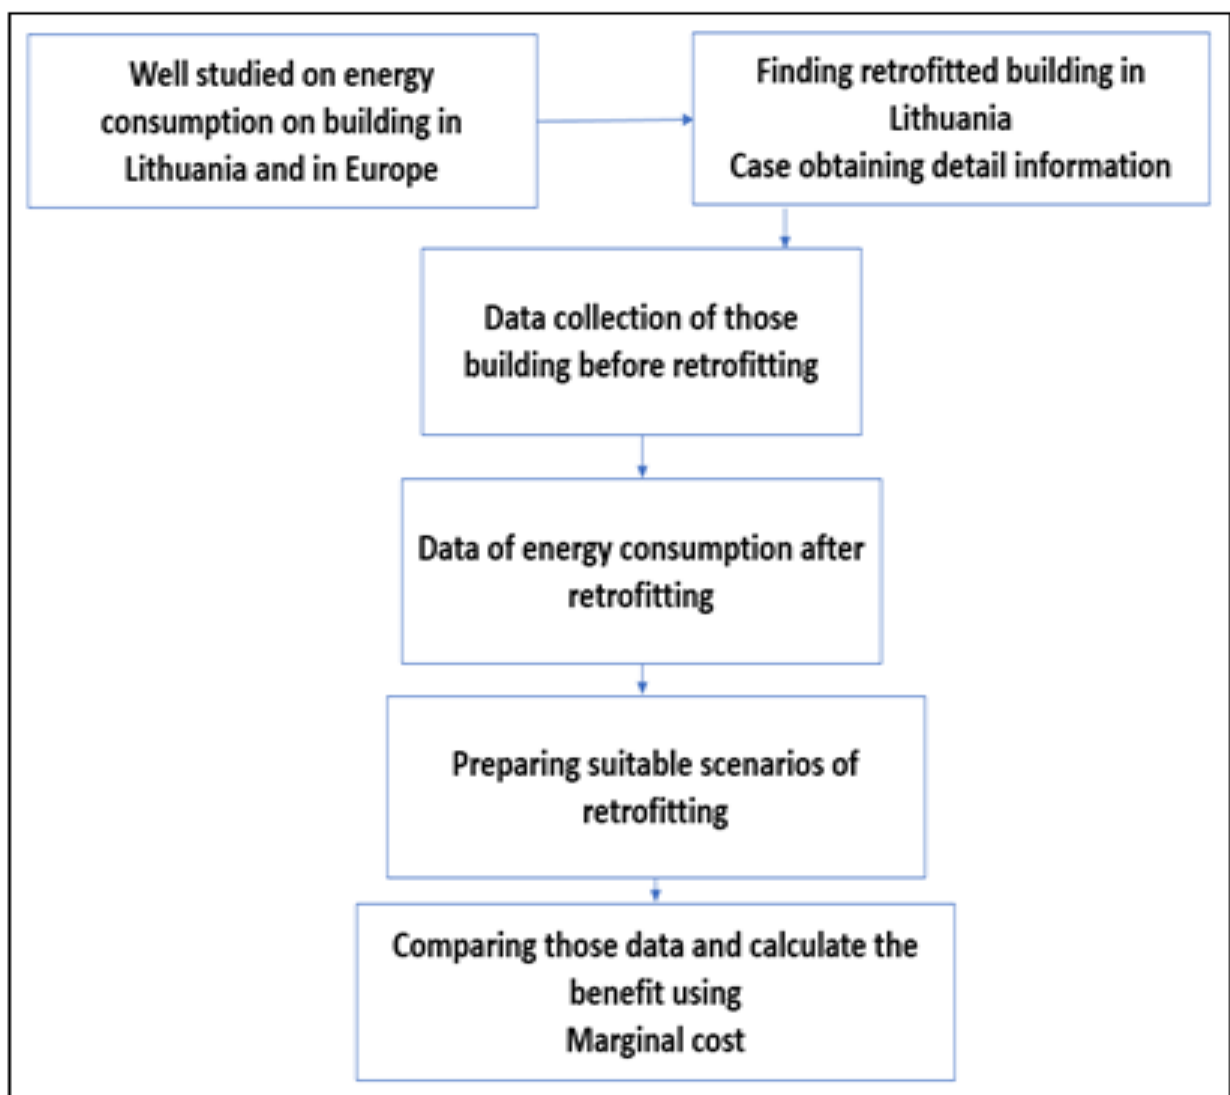 Well studied on energy
consumption on building in
Lithuania and in Europe
Finding retrofitted building in
Lithuania
Case obtaining detail information
Data collection of those
building before retrofitting
Data of energy consumption after
retrofitting
Preparing suitable scenarios of
retrofitting
Comparing those data and calculate the
benefit using
Marginal cost